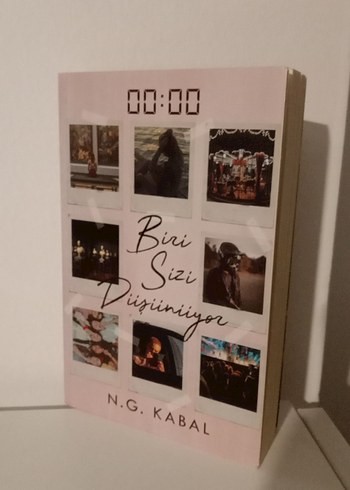 00:00
Biri
Sizi
Düşünüyor
N.G. KABAL